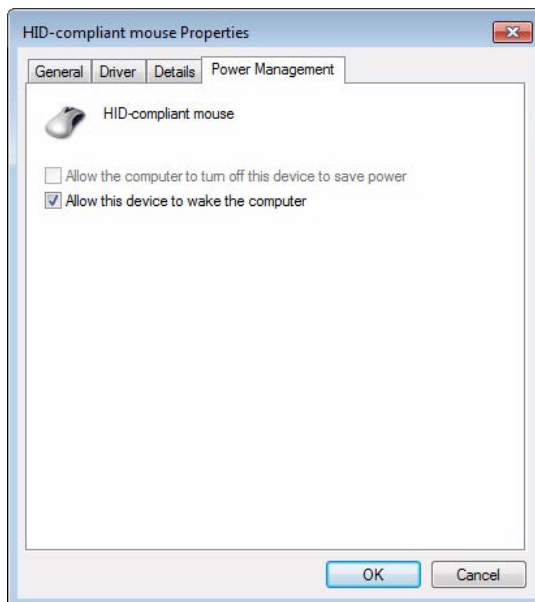 HID-compliant mouse Properties
General Driver Details Power Management
HID-compliant mouse
Allow the computer to turn off this device to save power
Allow this device to wake the computer
OK Cancel